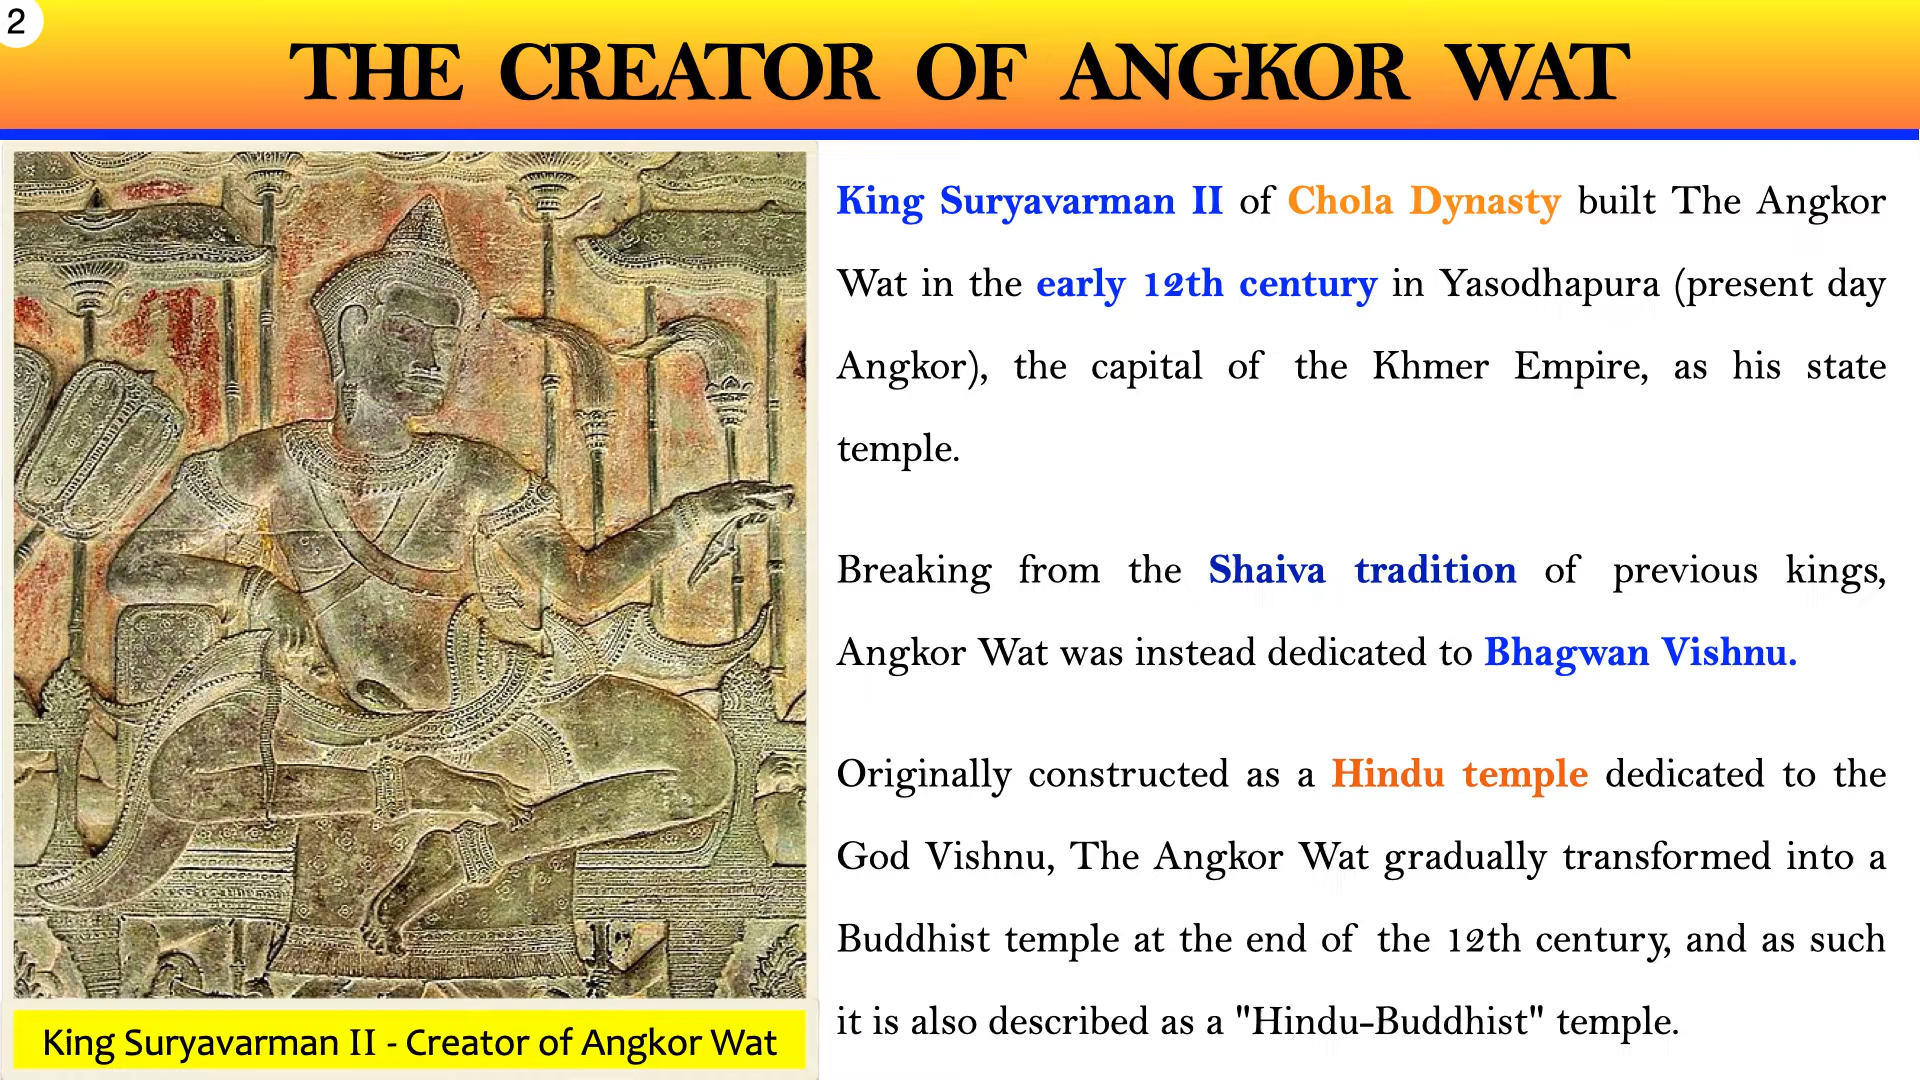 2
THE CREATOR OF ANGKOR WAT
King Suryavarman II of Chola Dynasty built The Angkor
Wat in the early 12th century in Yasodhapura (present day
Angkor), the capital of the Khmer Empire, as his state
temple.
Breaking from the Shaiva tradition of previous kings,
Angkor Wat was instead dedicated to Bhagwan Vishnu.
Originally constructed as a Hindu temple dedicated to the
God Vishnu, The Angkor Wat gradually transformed into a
Buddhist temple at the end of the 12th century, and as such
it is also described as a "Hindu-Buddhist" temple.
King Suryavarman II - Creator of Angkor Wat